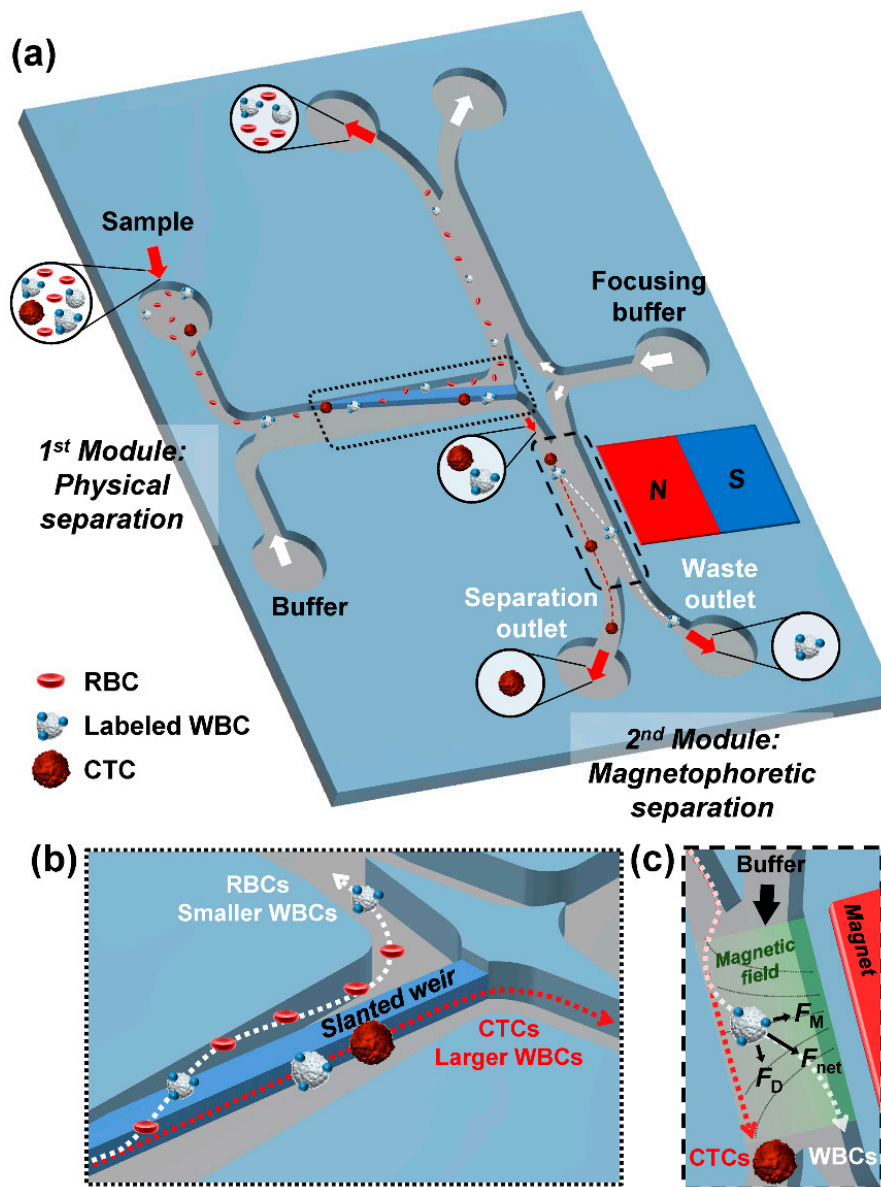 (a)
Sample
Focusing
buffer
1st Module:
Physical
separation
N
S
Buffer
Separation
outlet
Waste
outlet
RBC
Labeled WBC
CTC
2nd Module:
Magnetophoretic
separation
(b)
RBCs
Smaller WBCs
Slanted weir
CTCs
Larger WBCs
(c)
Buffer
Magnet
Magnetic
field
FM
Fnet
FD
CTCs
WBCs